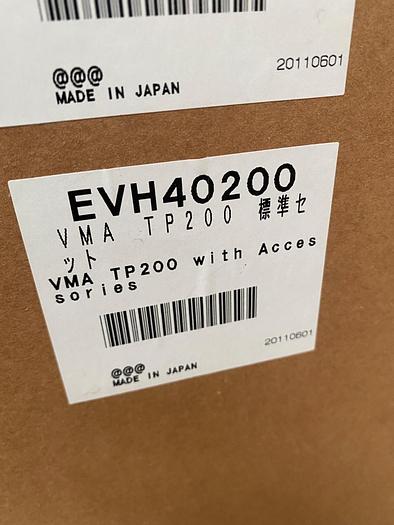 @@@
MADE IN JAPAN
20110601
EVH40200
VMA TP200 標準セ
ット
VMA TP200 with Acces
sories
20110601
@@@
MADE IN JAPAN